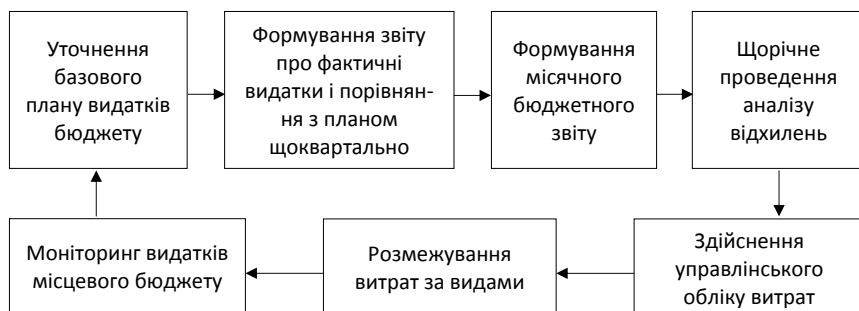 Уточнення
базового
плану видатків
бюджету
Формування звіту
про фактичні
видатки і порівнян-
ня з планом
щоквартально
Формування
місячного
бюджетного
звіту
Щорічне
проведення
аналізу
відхилень
Здійснення
управлінського
обліку витрат
Розмежування
витрат за видами
Моніторинг видатків
місцевого бюджету